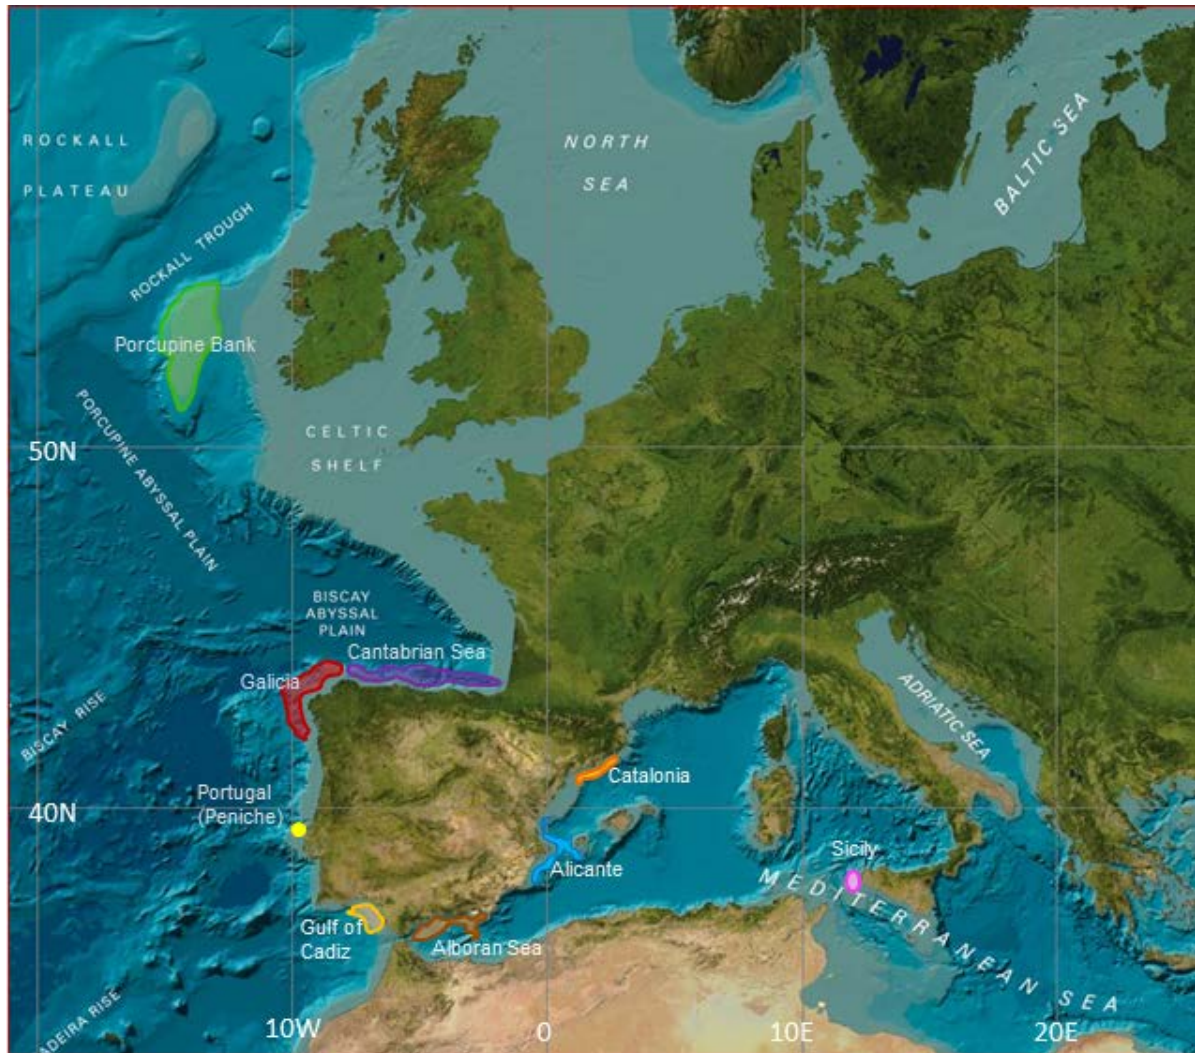 ROCKALL
PLATEAU
NORTH
SEA
BALTIC SEA
ROCKALL TROUGH
Porcupine Bank
PORCUPINE ABYSSAL PLAIN
CELTIC
SHELF
50N
BISCAY
ABYSSAL
PLAIN
Cantabrian Sea
Galicia
BISCAY RISE
ADRIATIC SEA
Catalonia
Portugal
(Peniche)
40N
Alicante
Sicily
MEDITERRANEAN SEA
Gulf of
Cadiz
Alboran Sea
ADEIRA RISE
10W
0
10E
20E